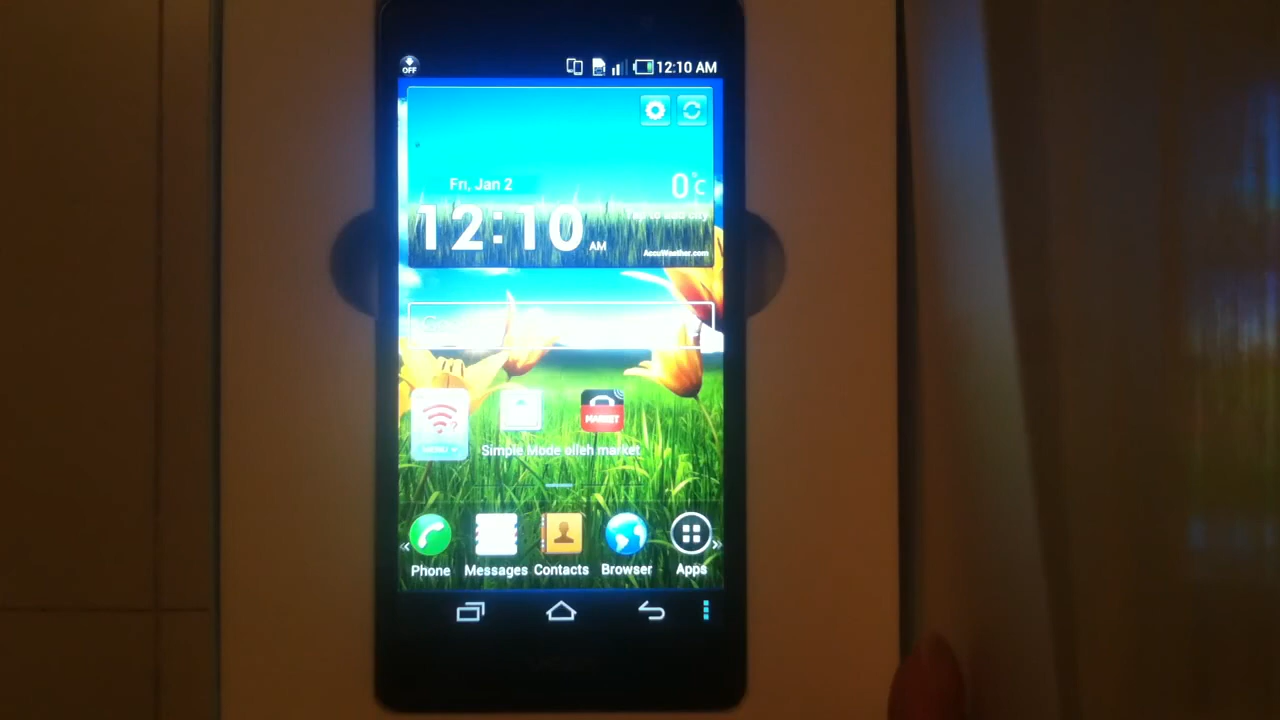 OFF
12:10 AM
Fri, Jan 2
0°C
12:10 AM
AccuWeather.com
MARKET
MENU
Simple Mode olleh market
Phone Messages Contacts Browser Apps